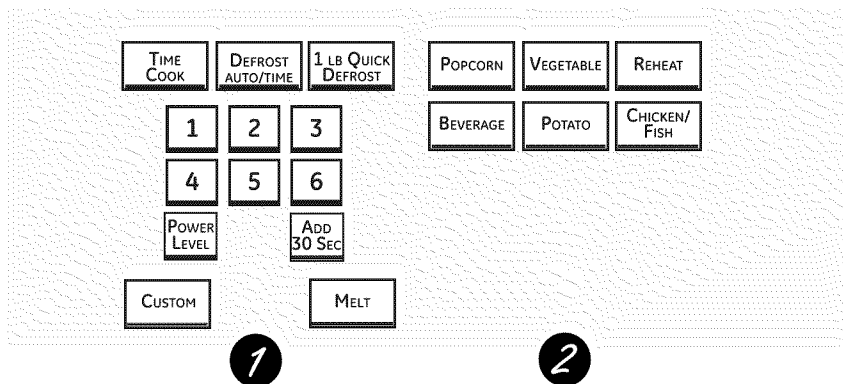 TIME
COOK
DEFROST
AUTO/TIME
1 LB QUICK
DEFROST
1
2
3
4
5
6
POWER
LEVEL
ADD
30 SEC
CUSTOM
MELT
1
POPCORN
VEGETABLE
REHEAT
BEVERAGE
POTATO
CHICKEN/
FISH
2